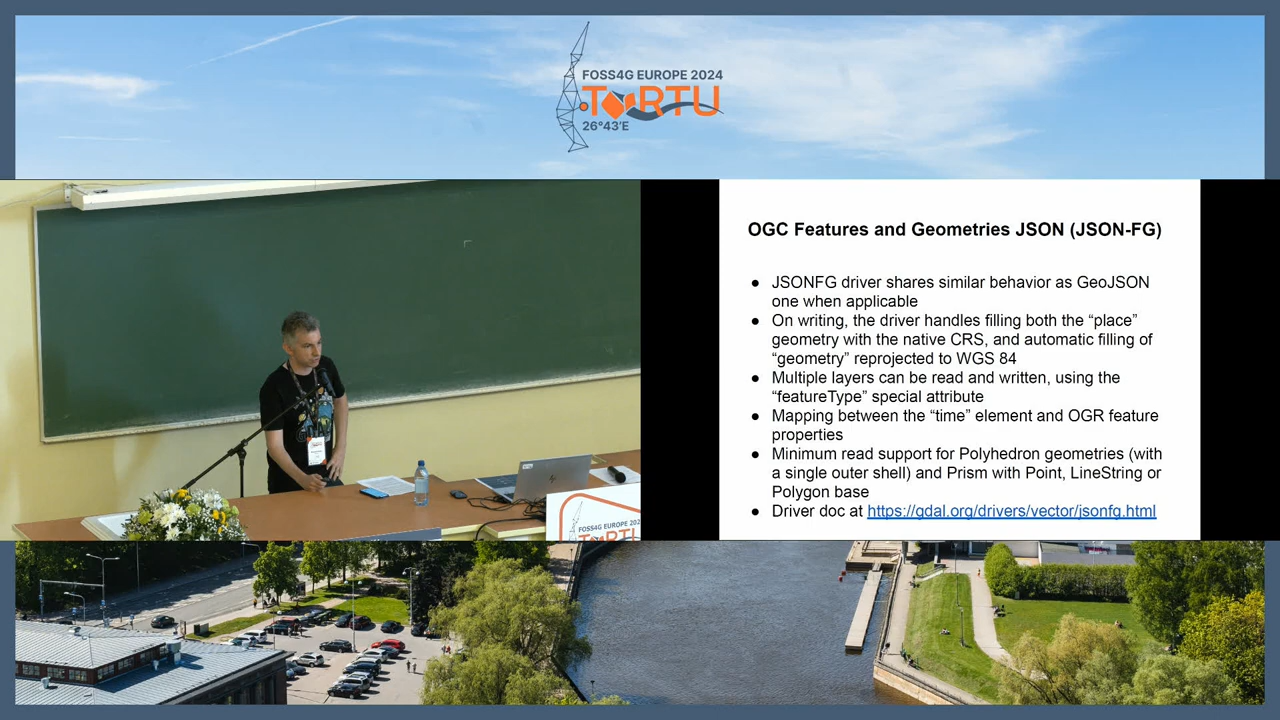 FOSS4G EUROPE 2024
TARTU
26°43'E
OGC Features and Geometries JSON (JSON-FG)
● JSONFG driver shares similar behavior as GeoJSON
one when applicable
● On writing, the driver handles filling both the “place”
geometry with the native CRS, and automatic filling of
“geometry” reprojected to WGS 84
● Multiple layers can be read and written, using the
“featureType” special attribute
● Mapping between the “time” element and OGR feature
properties
● Minimum read support for Polyhedron geometries (with
a single outer shell) and Prism with Point, LineString or
Polygon base
● Driver doc at https://gdal.org/drivers/vector/jsonfg.html
FOSS4G EUROPE 202
TARTU